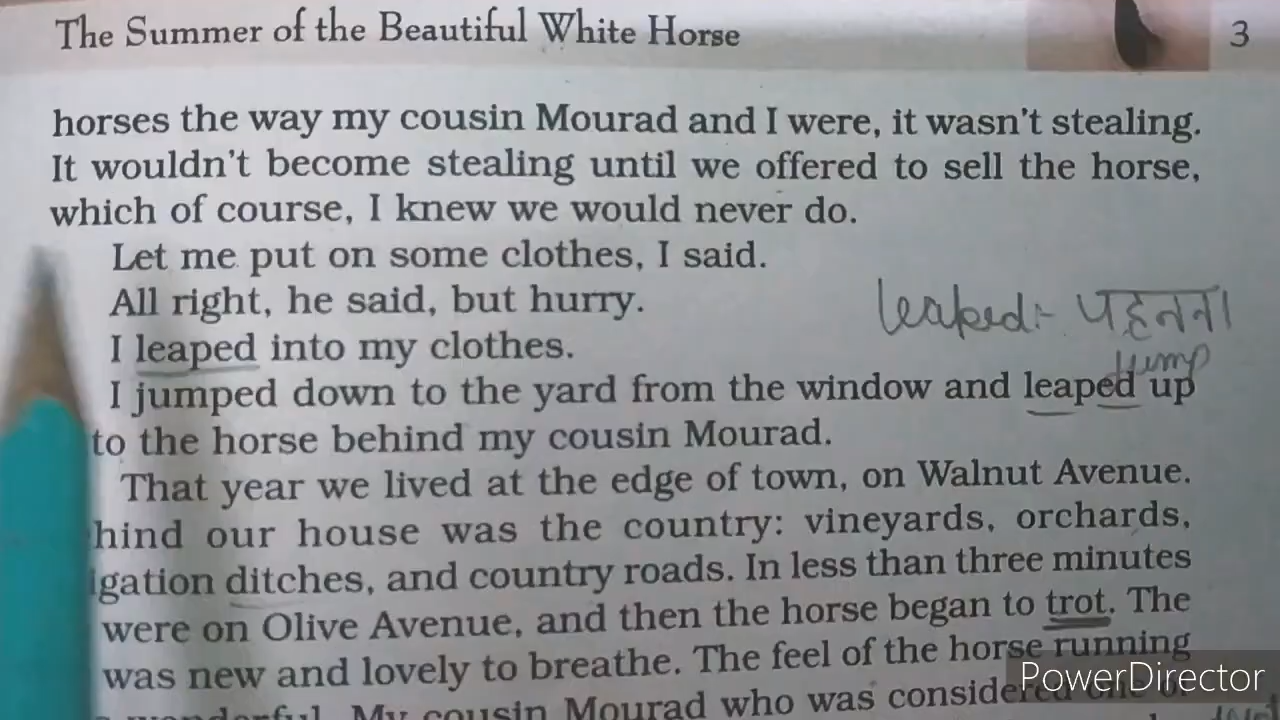 The Summer of the Beautiful White Horse 3
horses the way my cousin Mourad and I were, it wasn't stealing.
It wouldn't become stealing until we offered to sell the horse,
which of course, I knew we would never do.
Let me put on some clothes, I said.
All right, he said, but hurry.
leaked:- पहनना
I leaped into my clothes.
Jump
I jumped down to the yard from the window and leaped up
to the horse behind my cousin Mourad.
That year we lived at the edge of town, on Walnut Avenue.
hind our house was the country: vineyards, orchards,
igation ditches, and country roads. In less than three minutes
were on Olive Avenue, and then the horse began to trot. The
was new and lovely to breathe. The feel of the horse running
My cousin Mourad who was considered one of
PowerDirector